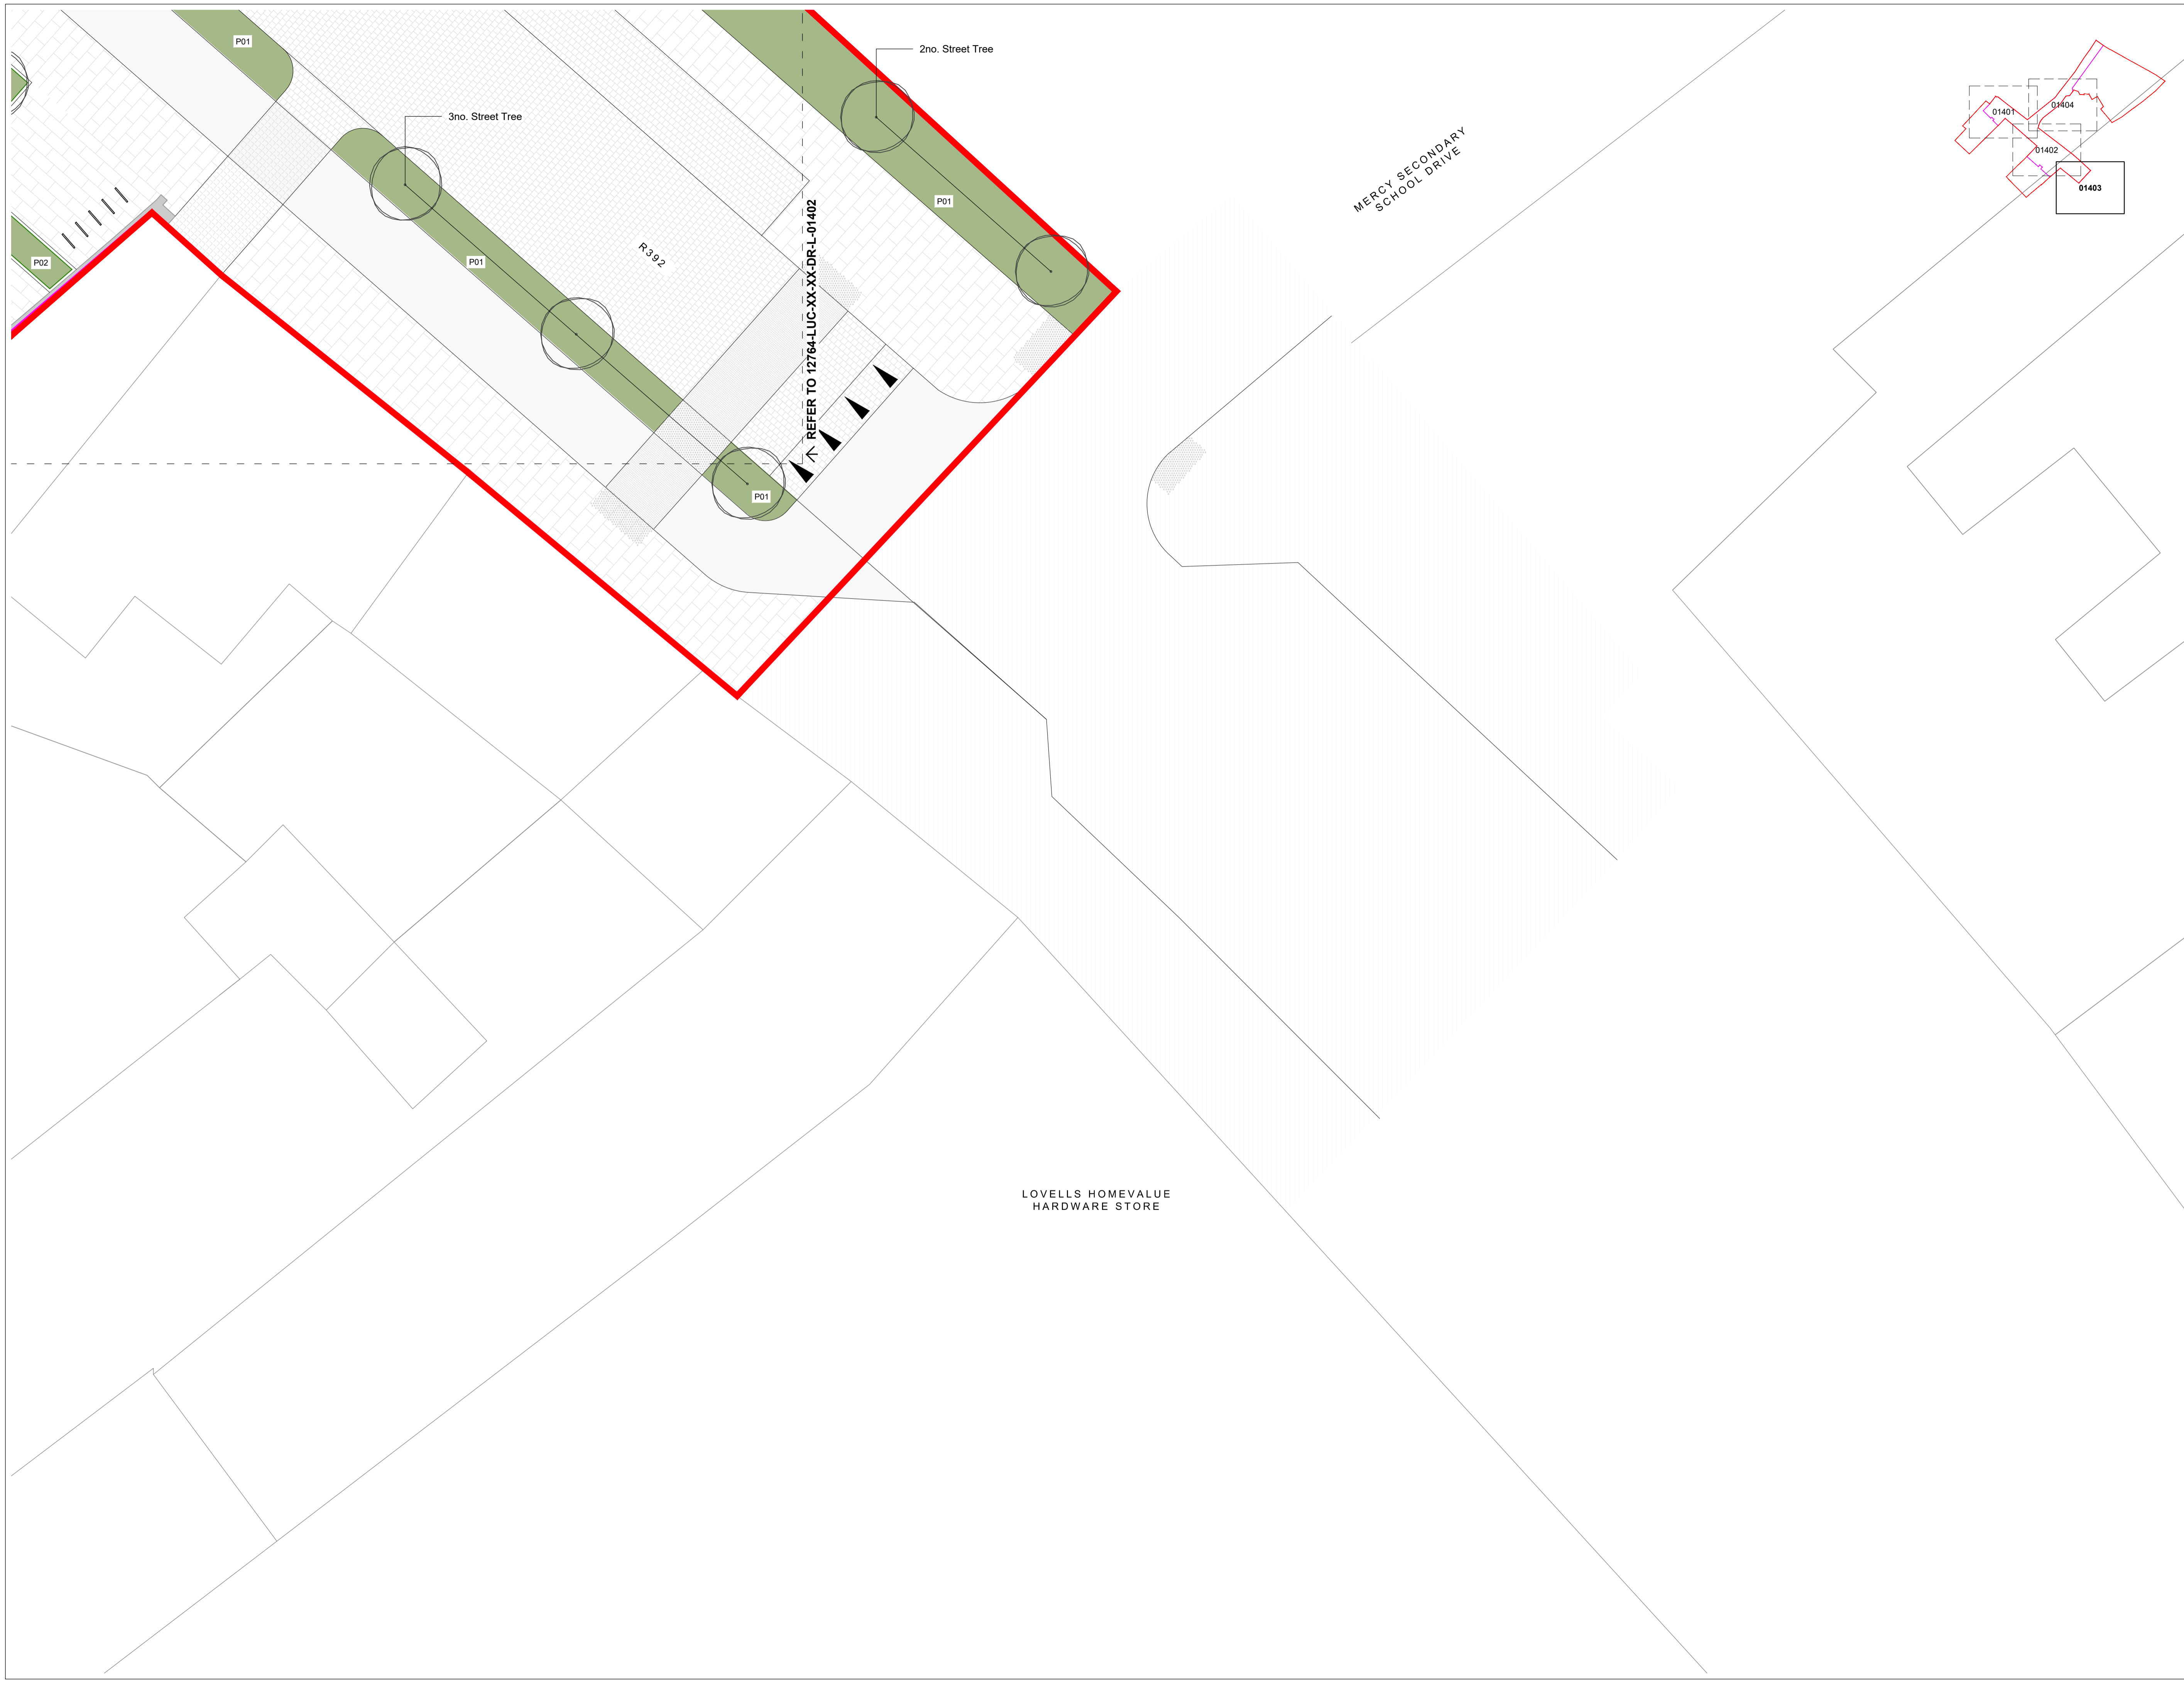 P01
2no. Street Tree
3no. Street Tree
01404
01401
MERCY SECONDARY
SCHOOL DRIVE
01402
01403
P01
P02
P01
R392
REFER TO 12764-LUC-XX-XX-DR-L-01402
P01
LOVELLS HOMEVALUE
HARDWARE STORE